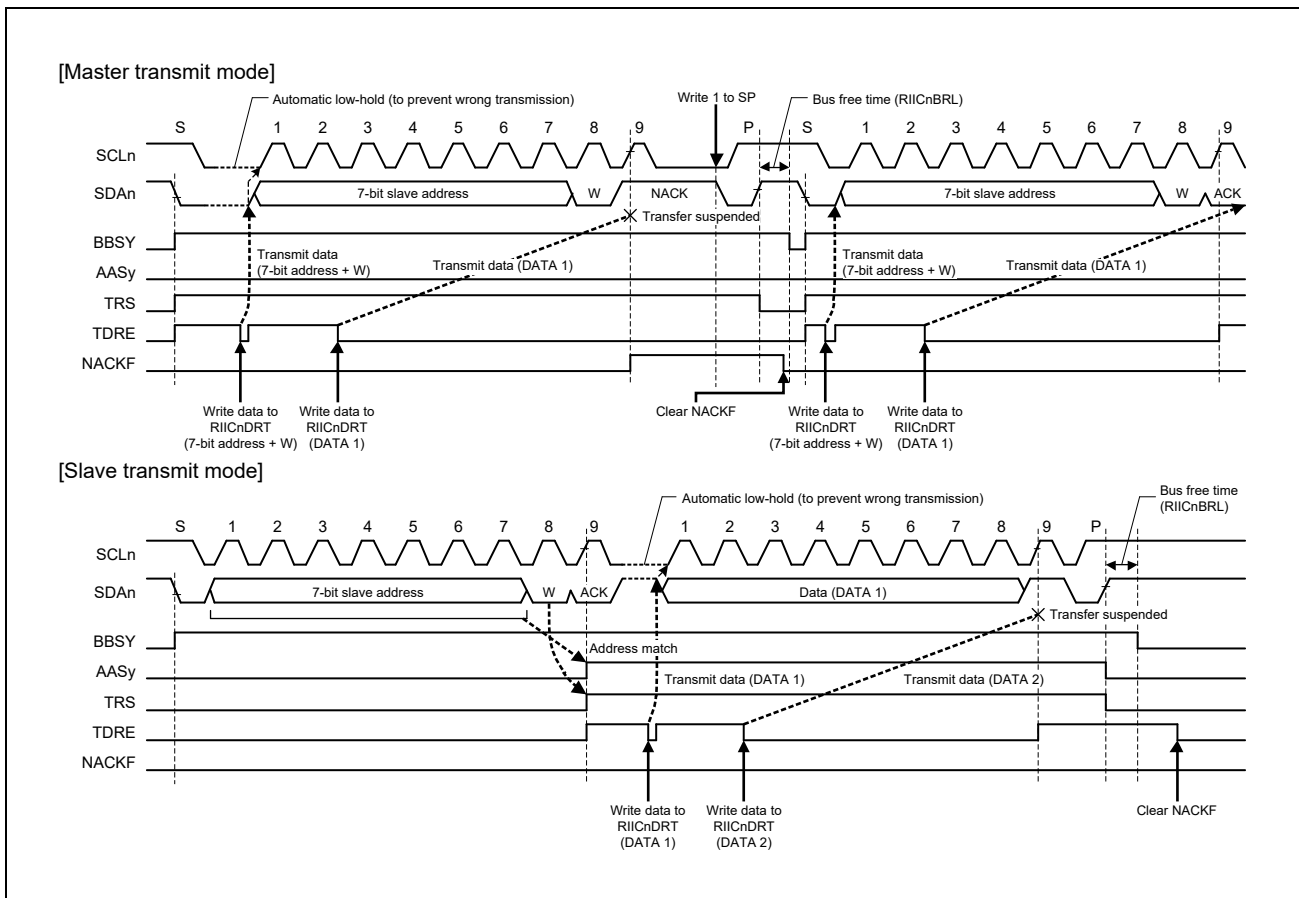 [Master transmit mode]
Automatic low-hold (to prevent wrong transmission)
Write 1 to SP
Bus free time (RIICnBRL)
S 1 2 3 4 5 6 7 8 9 P S 1 2 3 4 5 6 7 8 9
SCLn
SDAn 7-bit slave address W NACK 7-bit slave address W ACK
Transfer suspended
BBSY
Transmit data
(7-bit address + W)
Transmit data (DATA 1)
Transmit data
(7-bit address + W)
Transmit data (DATA 1)
AASy
TRS
TDRE
NACKF
Write data to
RIICnDRT
(7-bit address + W)
Write data to
RIICnDRT
(DATA 1)
Clear NACKF
Write data to
RIICnDRT
(7-bit address + W)
Write data to
RIICnDRT
(DATA 1)
[Slave transmit mode]
Automatic low-hold (to prevent wrong transmission)
Bus free time
(RIICnBRL)
S 1 2 3 4 5 6 7 8 9 1 2 3 4 5 6 7 8 9 P
SCLn
SDAn 7-bit slave address W ACK Data (DATA 1)
Transfer suspended
BBSY
Address match
AASy
Transmit data (DATA 1) Transmit data (DATA 2)
TRS
TDRE
NACKF
Write data to
RIICnDRT
(DATA 1)
Write data to
RIICnDRT
(DATA 2)
Clear NACKF